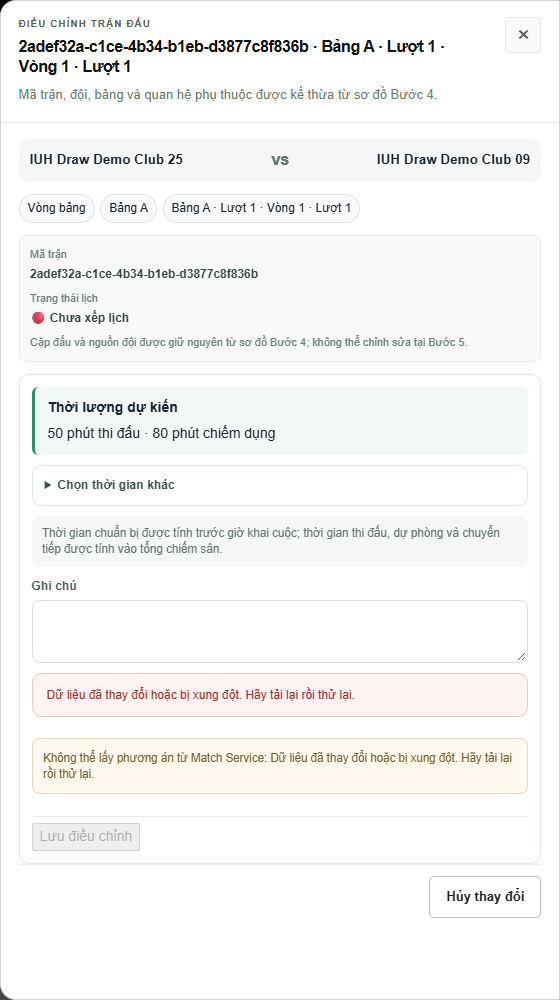 ĐIỀU CHỈNH TRẬN ĐẤU
2adef32a-c1ce-4b34-b1eb-d3877c8f836b · Bảng A · Lượt 1 ·
Vòng 1 · Lượt 1
Mã trận, đội, bảng và quan hệ phụ thuộc được kế thừa từ sơ đồ Bước 4.
✕
IUH Draw Demo Club 25 VS IUH Draw Demo Club 09
Vòng bảng Bảng A Bảng A · Lượt 1 · Vòng 1 · Lượt 1
Mã trận
2adef32a-c1ce-4b34-b1eb-d3877c8f836b
Trạng thái lịch
Chưa xếp lịch
Cặp đấu và nguồn đội được giữ nguyên từ sơ đồ Bước 4; không thể chỉnh sửa tại Bước 5.
Thời lượng dự kiến
50 phút thi đấu · 80 phút chiếm dụng
▶ Chọn thời gian khác
Thời gian chuẩn bị được tính trước giờ khai cuộc; thời gian thi đấu, dự phòng và chuyển
tiếp được tính vào tổng chiếm sân.
Ghi chú
Dữ liệu đã thay đổi hoặc bị xung đột. Hãy tải lại rồi thử lại.
Không thể lấy phương án từ Match Service: Dữ liệu đã thay đổi hoặc bị xung đột. Hãy tải lại
rồi thử lại.
Lưu điều chỉnh
Hủy thay đổi